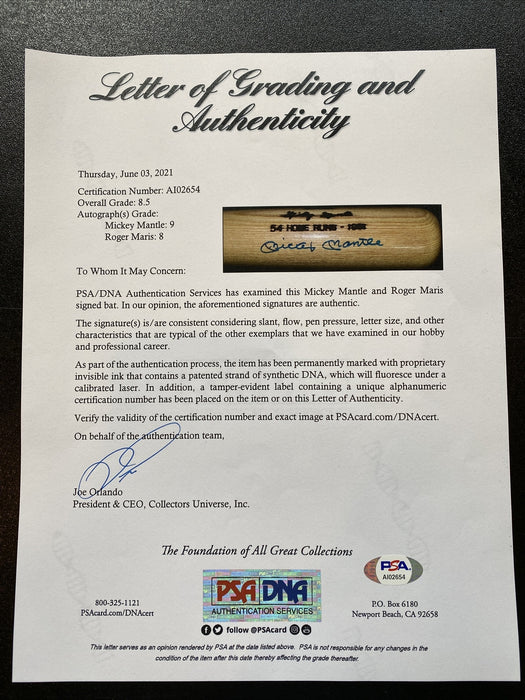 Letter of Grading and
Authenticity
Thursday, June 03, 2021
Certification Number: AI02654
Overall Grade: 8.5
Autograph(s) Grade:
Mickey Mantle: 9
Roger Maris: 8
54 HOME RUNS - 1961
Mickey Mantle
To Whom It May Concern:
PSA/DNA Authentication Services has examined this Mickey Mantle and Roger Maris
signed bat. In our opinion, the aforementioned signatures are authentic.
The signature(s) is/are consistent considering slant, flow, pen pressure, letter size, and other
characteristics that are typical of the other exemplars that we have examined in our hobby
and professional career.
As part of the authentication process, the item has been permanently marked with proprietary
invisible ink that contains a patented strand of synthetic DNA, which will fluoresce under a
calibrated laser. In addition, a tamper-evident label containing a unique alphanumeric
certification number has been placed on the item or on this Letter of Authenticity.
Verify the validity of the certification number and exact image at PSAcard.com/DNAcert.
On behalf of the authentication team,
Joe Orlando
President & CEO, Collectors Universe, Inc.
The Foundation of All Great Collections
PSA
AI02654
PSA DNA
AUTHENTICATION SERVICES
800-325-1121
PSAcard.com/DNAcert
P.O. Box 6180
Newport Beach, CA 92658
follow @PSAcard
This letter serves as an opinion rendered by PSA at the date listed above. PSA is not responsible for any changes in the
condition of the item after this date thereby affecting the grade thereafter.